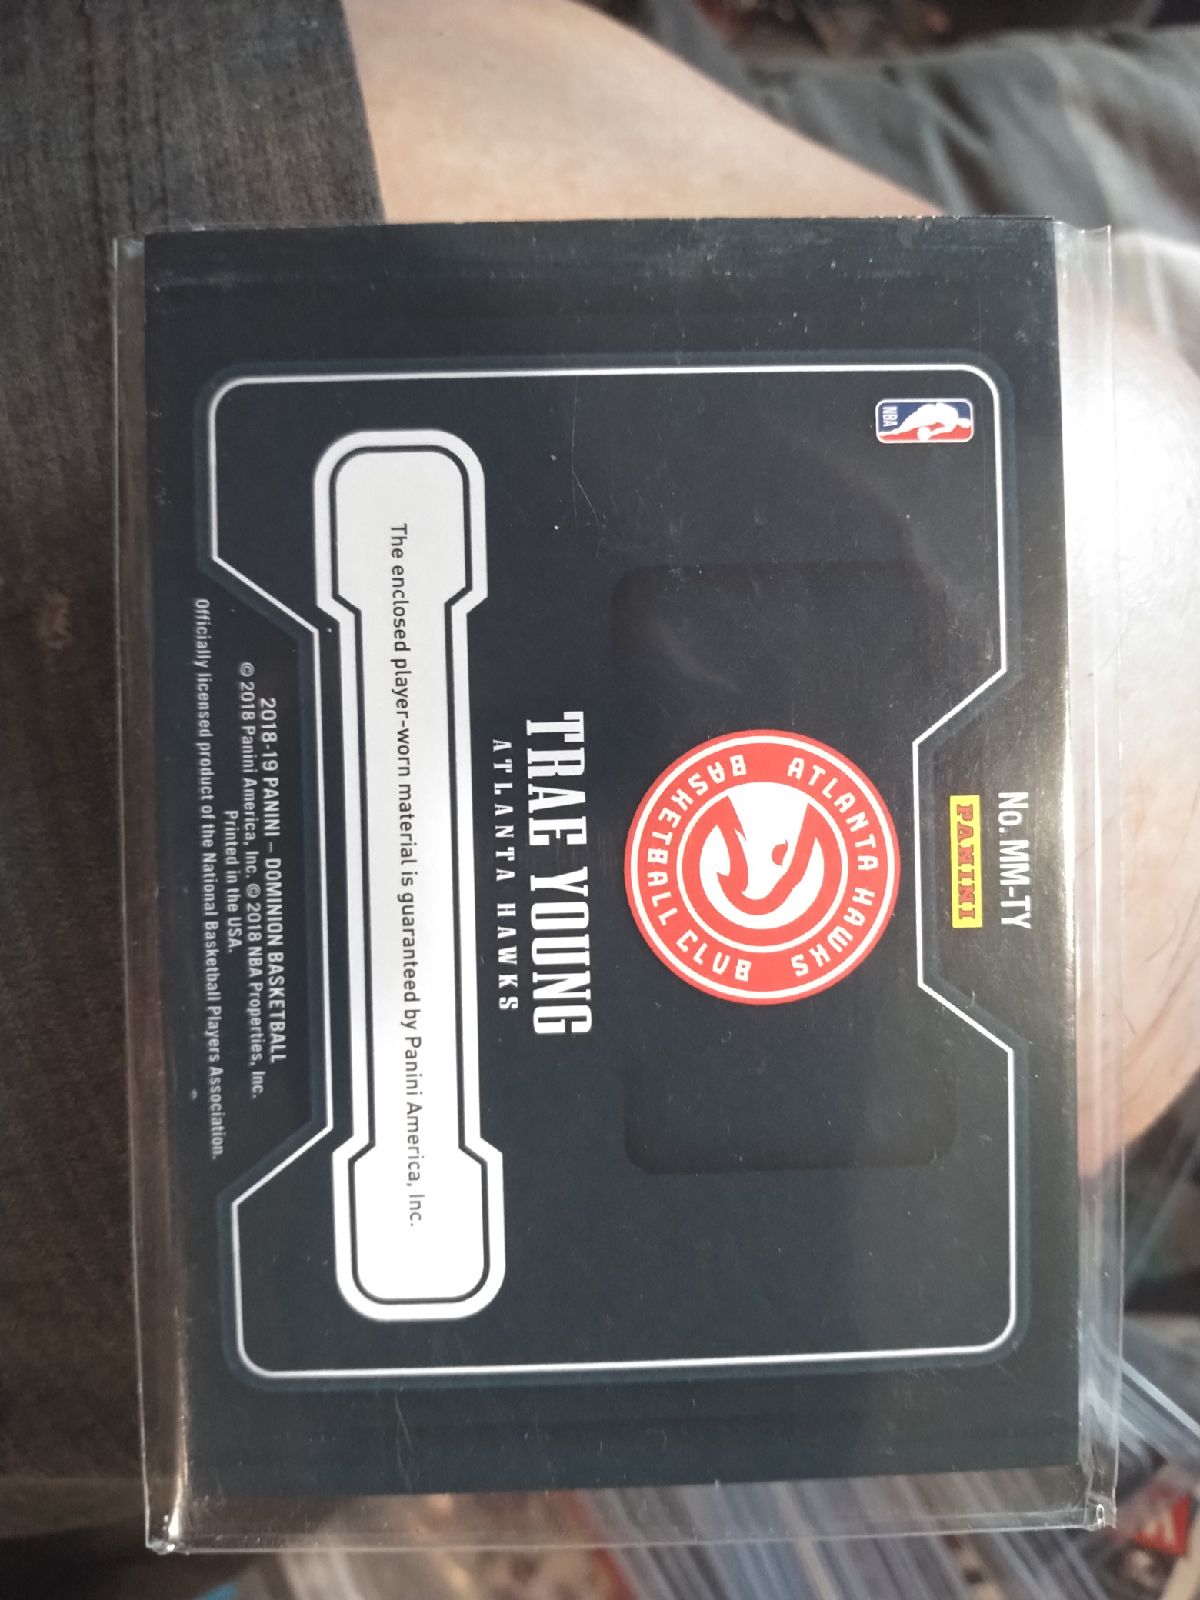 No. MM-TY
PANINI
NBA
ATLANTA HAWKS
BASKETBALL CLUB
TRAE YOUNG
ATLANTA HAWKS
The enclosed player-worn material is guaranteed by Panini America, Inc.
2018-19 PANINI – DOMINION BASKETBALL
© 2018 Panini America, Inc. © 2018 NBA Properties, Inc.
Printed in the USA.
Officially licensed product of the National Basketball Players Association.